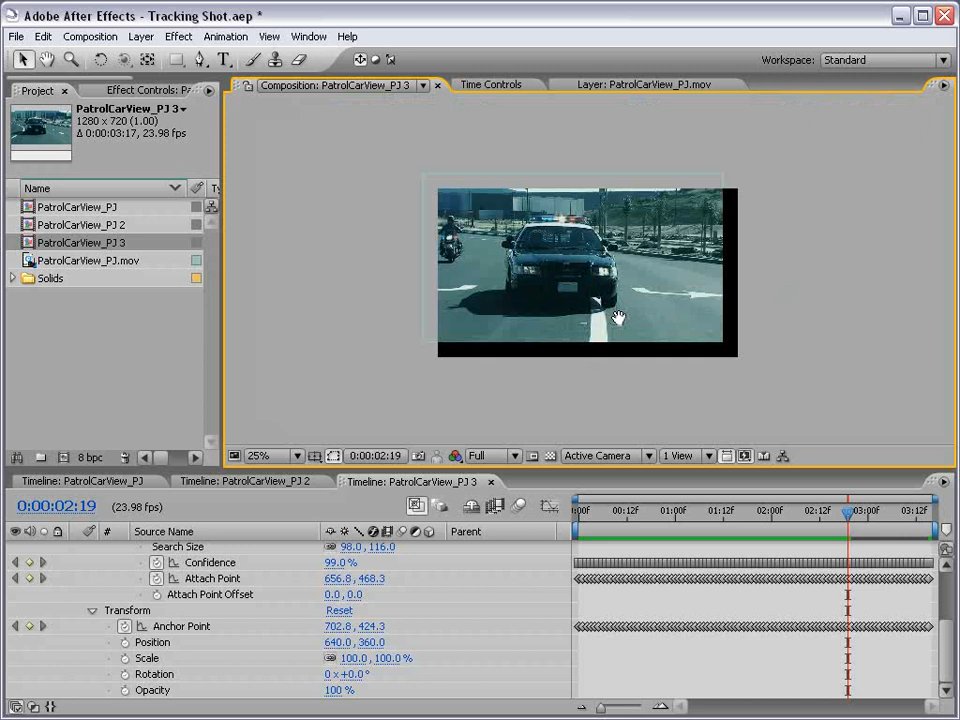 Adobe After Effects - Tracking Shot.aep *
File Edit Composition Layer Effect Animation View Window Help
Workspace: Standard
Project × Effect Controls: Pa
Composition: PatrolCarView_PJ 3 × Time Controls Layer: PatrolCarView_PJ.mov
PatrolCarView_PJ 3
1280 x 720 (1.00)
Δ 0:00:03:17, 23.98 fps
Name Ty
PatrolCarView_PJ
PatrolCarView_PJ 2
PatrolCarView_PJ 3
PatrolCarView_PJ.mov
Solids
8 bpc
25% 0:00:02:19 Full Active Camera 1 View
Timeline: PatrolCarView_PJ Timeline: PatrolCarView_PJ 2 Timeline: PatrolCarView_PJ 3 ×
0:00:02:19 (23.98 fps)
:00F 00:12F 01:00F 01:12F 02:00F 02:12F 03:00F 03:12F
# Source Name Parent
Search Size 98.0, 116.0
Confidence 99.0 %
Attach Point 656.8, 468.3
Attach Point Offset 0.0, 0.0
Transform Reset
Anchor Point 702.8, 424.3
Position 640.0, 360.0
Scale 100.0, 100.0 %
Rotation 0 x +0.0 °
Opacity 100 %